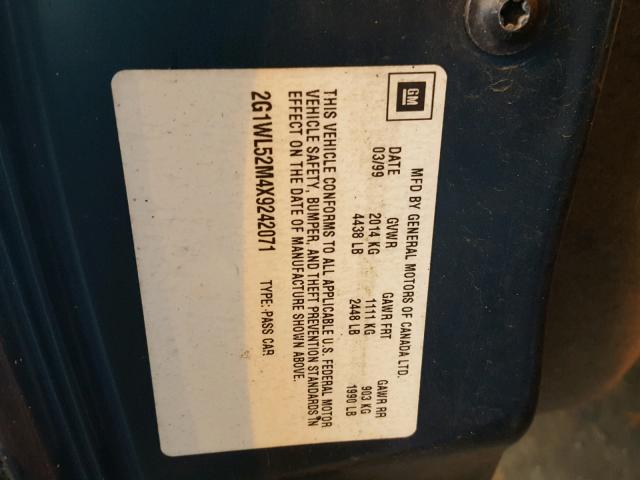 GM
MFD BY GENERAL MOTORS OF CANADA LTD.
DATE GVWR GAWR FRT GAWR RR
03/99 2014 KG 1111 KG 903 KG
4438 LB 2448 LB 1990 LB
THIS VEHICLE CONFORMS TO ALL APPLICABLE U.S. FEDERAL MOTOR
VEHICLE SAFETY, BUMPER, AND THEFT PREVENTION STANDARDS IN
EFFECT ON THE DATE OF MANUFACTURE SHOWN ABOVE.
2G1WL52M4X9242071 TYPE: PASS CAR